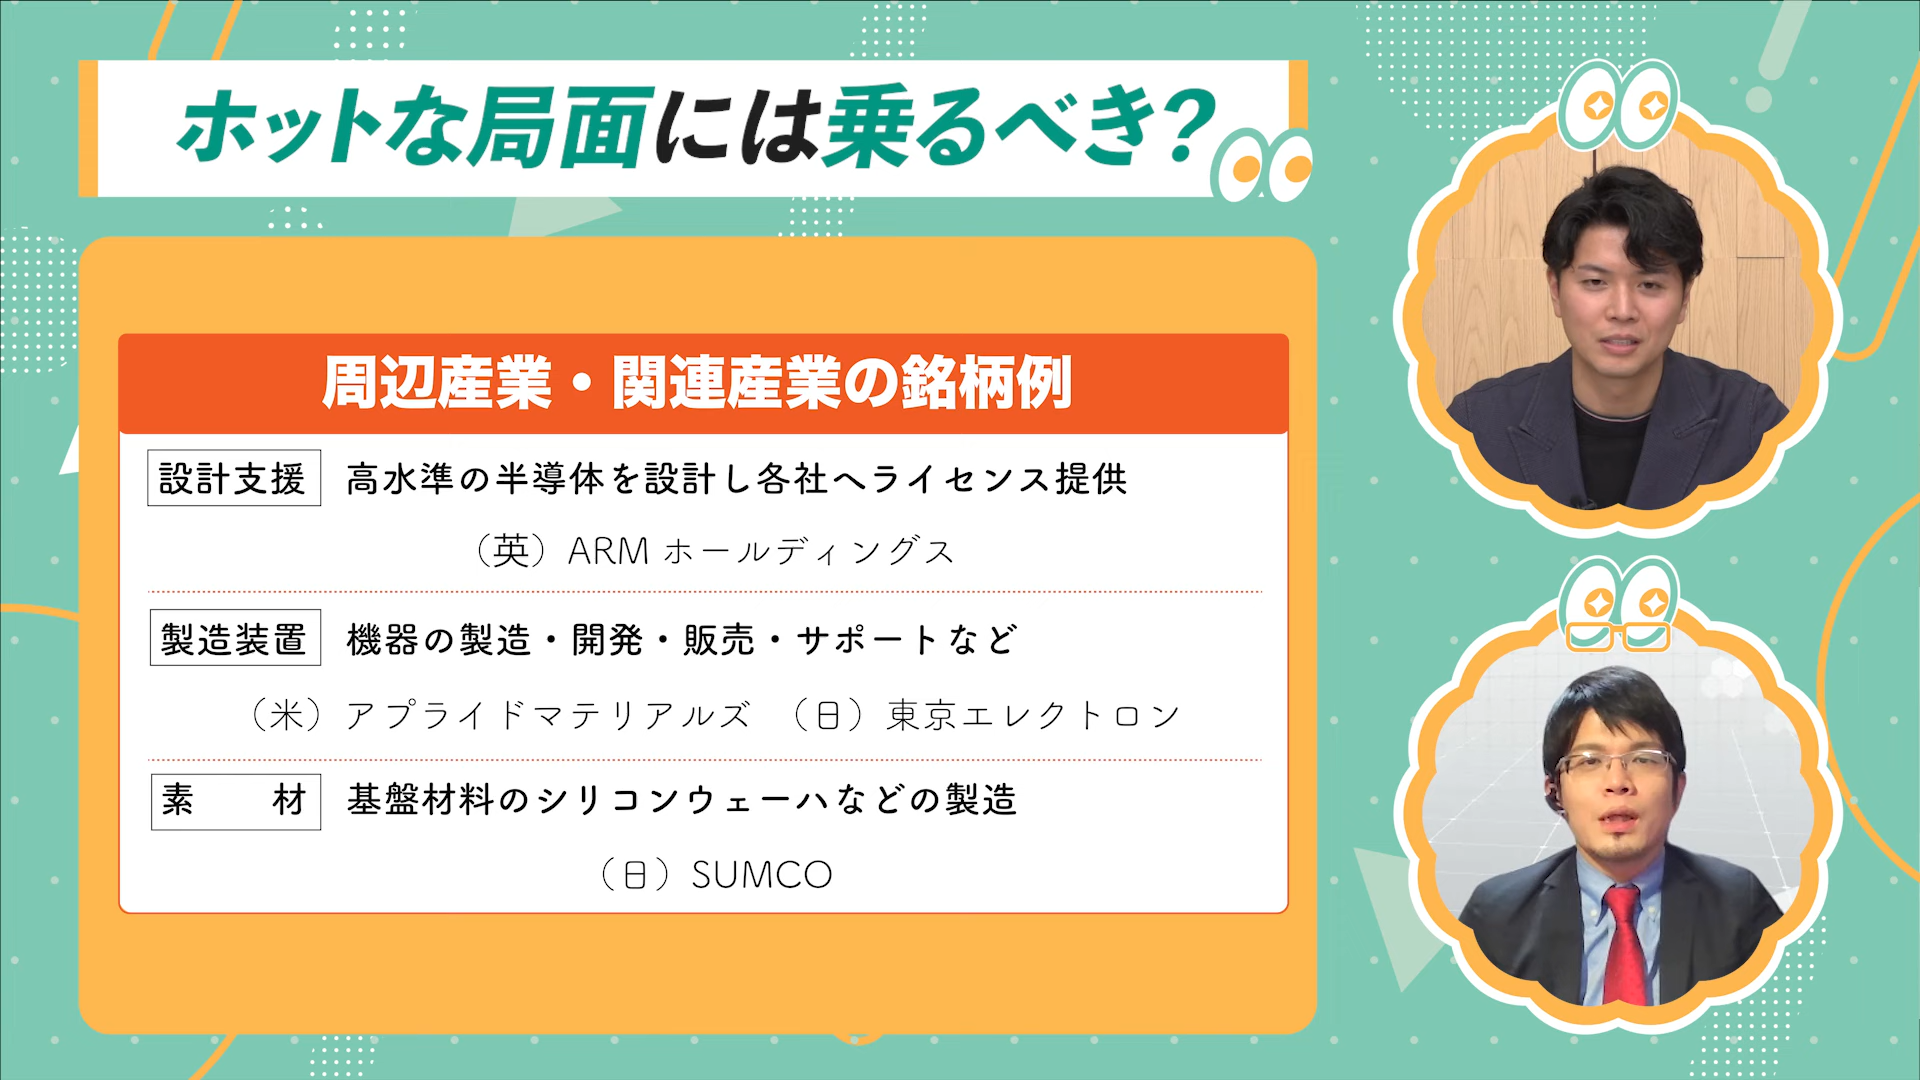 ホットな局面には乗るべき?
周辺産業・関連産業の銘柄例
設計支援 高水準の半導体を設計し各社へライセンス提供
（英）ARM ホールディングス
製造装置 機器の製造・開発・販売・サポートなど
（米）アプライドマテリアルズ （日）東京エレクトロン
素 材 基盤材料のシリコンウェーハなどの製造
（日）SUMCO